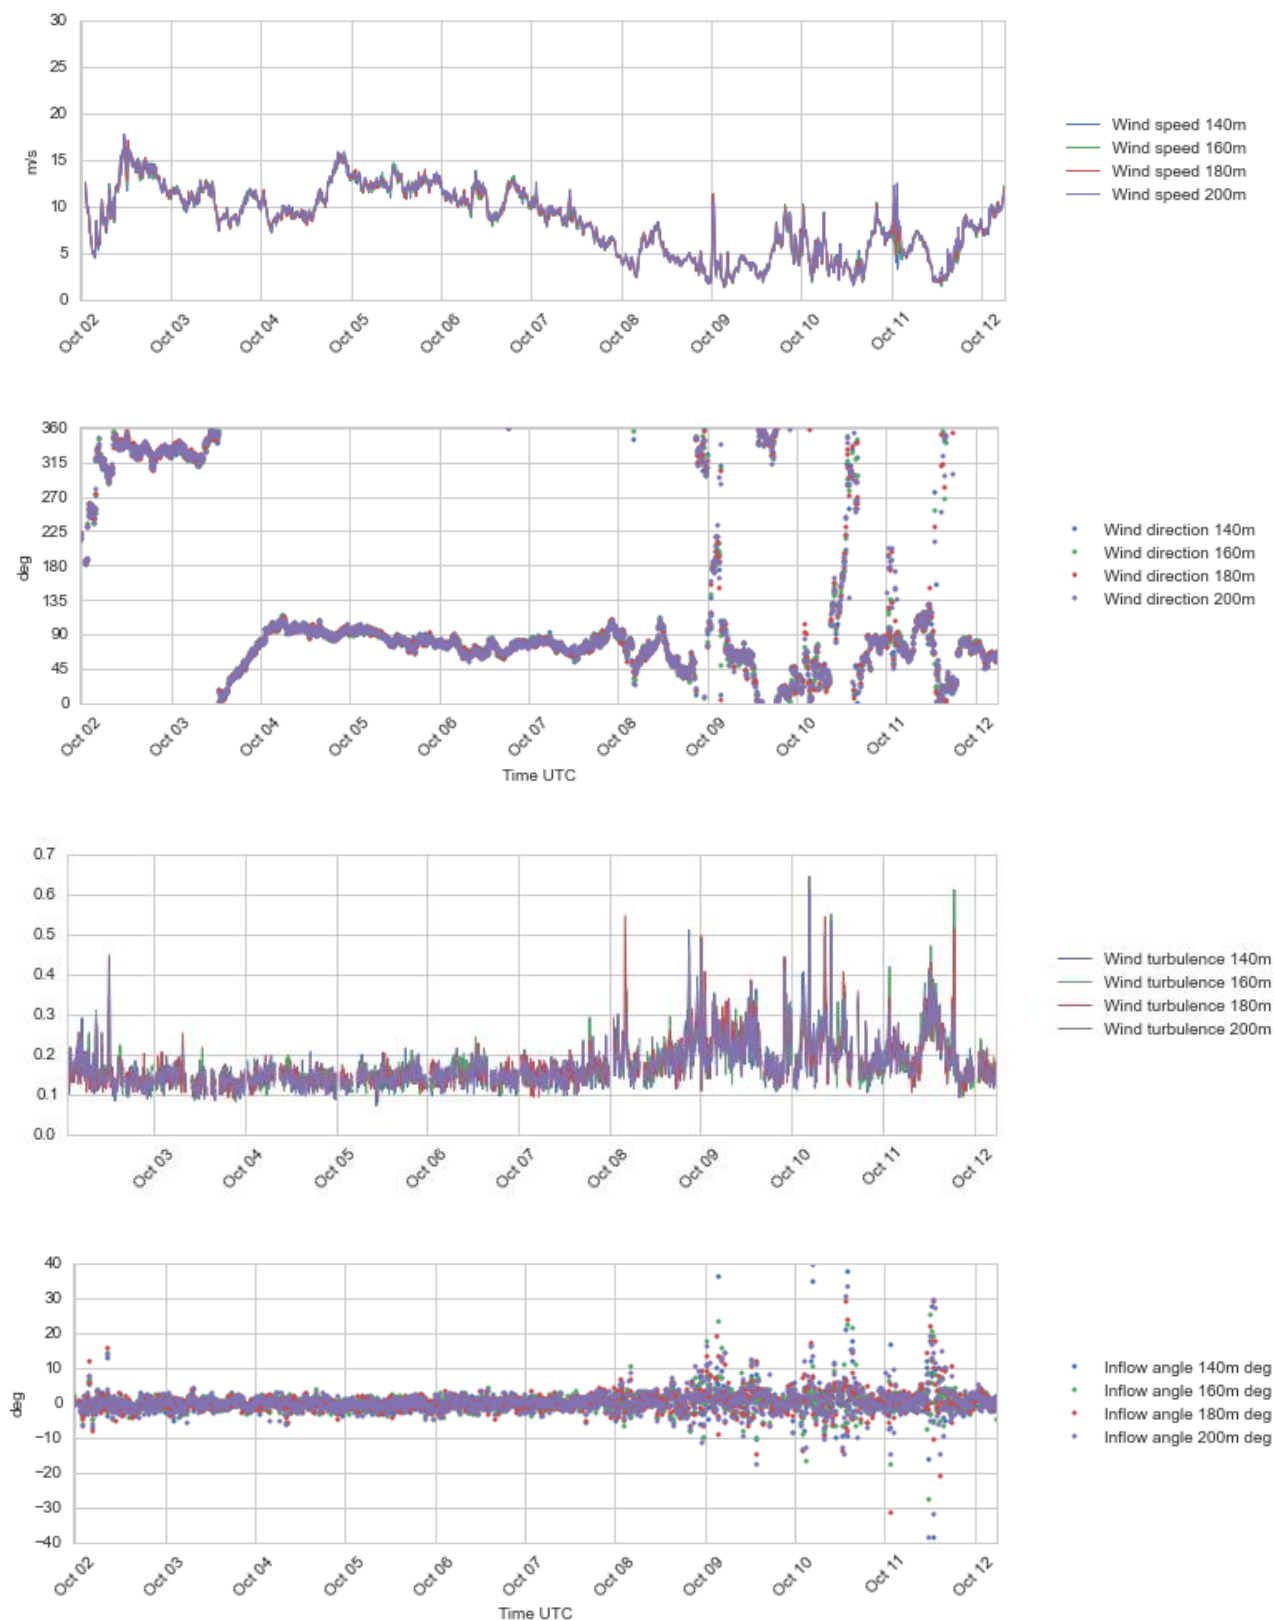 30
25
20
15
10
5
0
m/s
Oct 02
Oct 03
Oct 04
Oct 05
Oct 06
Oct 07
Oct 08
Oct 09
Oct 10
Oct 11
Oct 12
Wind speed 140m
Wind speed 160m
Wind speed 180m
Wind speed 200m
360
315
270
225
180
135
90
45
0
deg
Oct 02
Oct 03
Oct 04
Oct 05
Oct 06
Oct 07
Oct 08
Oct 09
Oct 10
Oct 11
Oct 12
Time UTC
Wind direction 140m
Wind direction 160m
Wind direction 180m
Wind direction 200m
0.7
0.6
0.5
0.4
0.3
0.2
0.1
0.0
Oct 03
Oct 04
Oct 05
Oct 06
Oct 07
Oct 08
Oct 09
Oct 10
Oct 11
Oct 12
Wind turbulence 140m
Wind turbulence 160m
Wind turbulence 180m
Wind turbulence 200m
40
30
20
10
0
−10
−20
−30
−40
deg
Oct 02
Oct 03
Oct 04
Oct 05
Oct 06
Oct 07
Oct 08
Oct 09
Oct 10
Oct 11
Oct 12
Time UTC
Inflow angle 140m deg
Inflow angle 160m deg
Inflow angle 180m deg
Inflow angle 200m deg